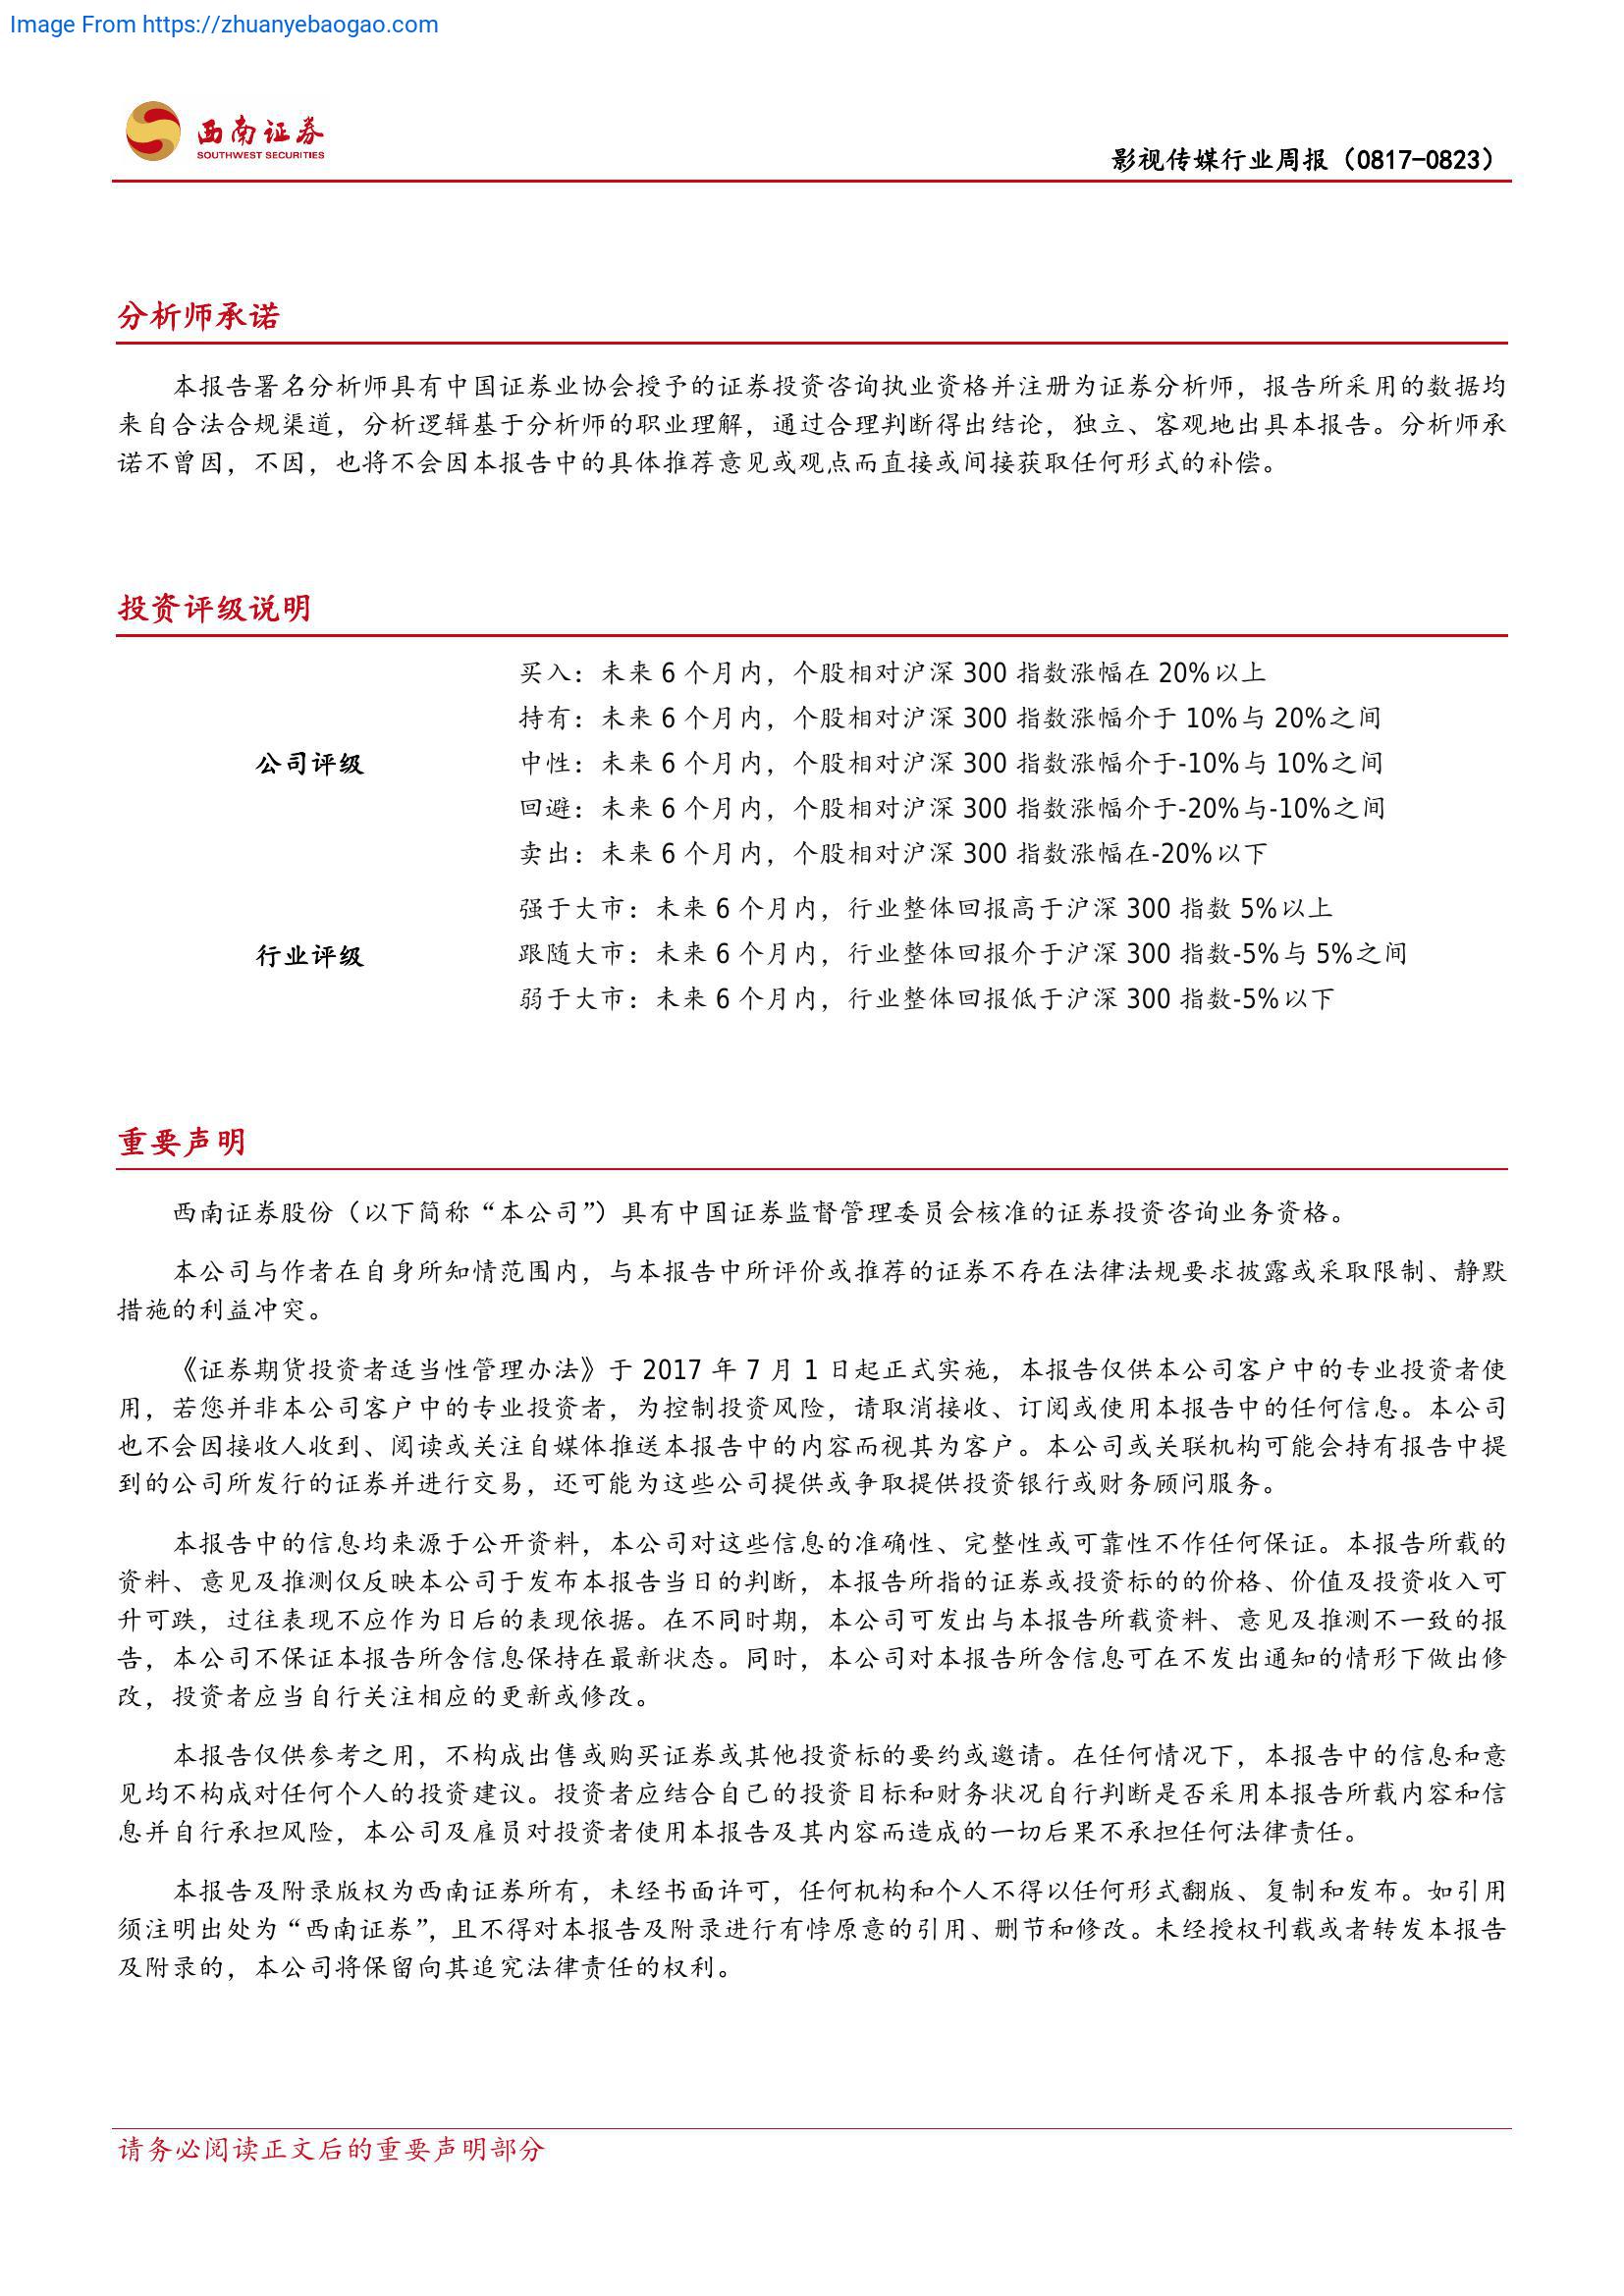 Image From https://zhuanyebaogao.com
西南证券
SOUTHWEST SECURITIES
影视传媒行业周报（0817-0823）
分析师承诺
本报告署名分析师具有中国证券业协会授予的证券投资咨询执业资格并注册为证券分析师，报告所采用的数据均
来自合法合规渠道，分析逻辑基于分析师的职业理解，通过合理判断得出结论，独立、客观地出具本报告。分析师承
诺不曾因，不因，也将不会因本报告中的具体推荐意见或观点而直接或间接获取任何形式的补偿。
投资评级说明
买入：未来 6 个月内，个股相对沪深 300 指数涨幅在 20%以上
持有：未来 6 个月内，个股相对沪深 300 指数涨幅介于 10%与 20%之间
公司评级
中性：未来 6 个月内，个股相对沪深 300 指数涨幅介于-10%与 10%之间
回避：未来 6 个月内，个股相对沪深 300 指数涨幅介于-20%与-10%之间
卖出：未来 6 个月内，个股相对沪深 300 指数涨幅在-20%以下
强于大市：未来 6 个月内，行业整体回报高于沪深 300 指数 5%以上
行业评级
跟随大市：未来 6 个月内，行业整体回报介于沪深 300 指数-5%与 5%之间
弱于大市：未来 6 个月内，行业整体回报低于沪深 300 指数-5%以下
重要声明
西南证券股份（以下简称“本公司”）具有中国证券监督管理委员会核准的证券投资咨询业务资格。
本公司与作者在自身所知情范围内，与本报告中所评价或推荐的证券不存在法律法规要求披露或采取限制、静默
措施的利益冲突。
《证券期货投资者适当性管理办法》于 2017 年 7 月 1 日起正式实施，本报告仅供本公司客户中的专业投资者使
用，若您并非本公司客户中的专业投资者，为控制投资风险，请取消接收、订阅或使用本报告中的任何信息。本公司
也不会因接收人收到、阅读或关注自媒体推送本报告中的内容而视其为客户。本公司或关联机构可能会持有报告中提
到的公司所发行的证券并进行交易，还可能为这些公司提供或争取提供投资银行或财务顾问服务。
本报告中的信息均来源于公开资料，本公司对这些信息的准确性、完整性或可靠性不作任何保证。本报告所载的
资料、意见及推测仅反映本公司于发布本报告当日的判断，本报告所指的证券或投资标的的价格、价值及投资收入可
升可跌，过往表现不应作为日后的表现依据。在不同时期，本公司可发出与本报告所载资料、意见及推测不一致的报
告，本公司不保证本报告所含信息保持在最新状态。同时，本公司对本报告所含信息可在不发出通知的情形下做出修
改，投资者应当自行关注相应的更新或修改。
本报告仅供参考之用，不构成出售或购买证券或其他投资标的要约或邀请。在任何情况下，本报告中的信息和意
见均不构成对任何个人的投资建议。投资者应结合自己的投资目标和财务状况自行判断是否采用本报告所载内容和信
息并自行承担风险，本公司及雇员对投资者使用本报告及其内容而造成的一切后果不承担任何法律责任。
本报告及附录版权为西南证券所有，未经书面许可，任何机构和个人不得以任何形式翻版、复制和发布。如引用
须注明出处为“西南证券”，且不得对本报告及附录进行有悖原意的引用、删节和修改。未经授权刊载或者转发本报告
及附录的，本公司将保留向其追究法律责任的权利。
请务必阅读正文后的重要声明部分